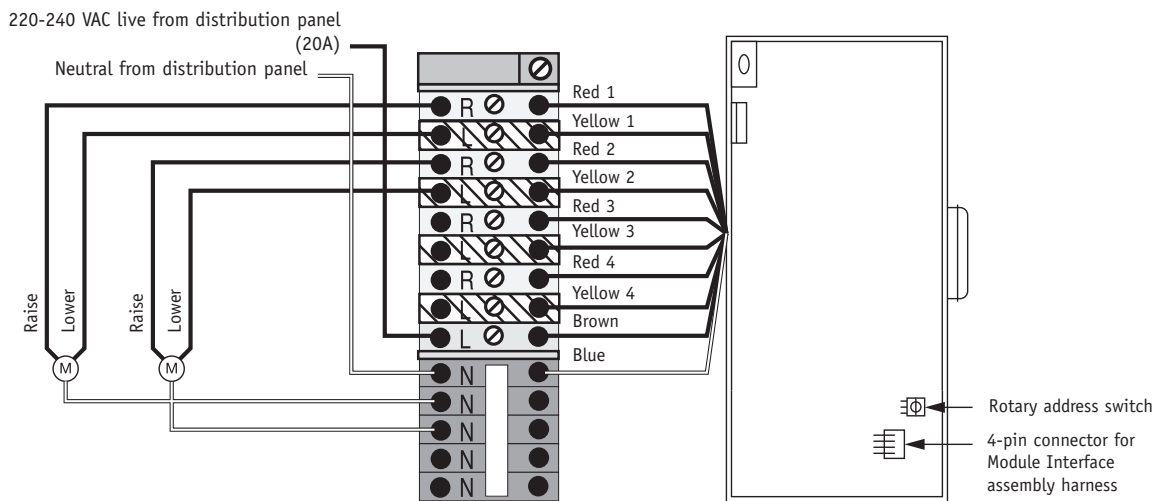 220-240 VAC live from distribution panel
(20A)
Neutral from distribution panel
R
Red 1
L
Yellow 1
R
Red 2
L
Yellow 2
R
Red 3
L
Yellow 3
R
Red 4
L
Yellow 4
L
Brown
Blue
N
N
N
N
N
Raise
Lower
Raise
Lower
M
M
Rotary address switch
4-pin connector for
Module Interface
assembly harness